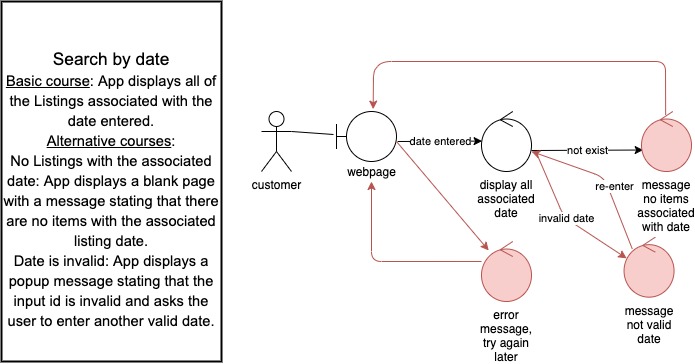 Search by date
Basic course: App displays all of
the Listings associated with the
date entered.
Alternative courses:
No Listings with the associated
date: App displays a blank page
with a message stating that there
are no items with the associated
listing date.
Date is invalid: App displays a
popup message stating that the
input id is invalid and asks the
user to enter another valid date.
customer
webpage
date entered
display all
associated
date
not exist
message
no items
associated
with date
re-enter
invalid date
message
not valid
date
error
message,
try again
later